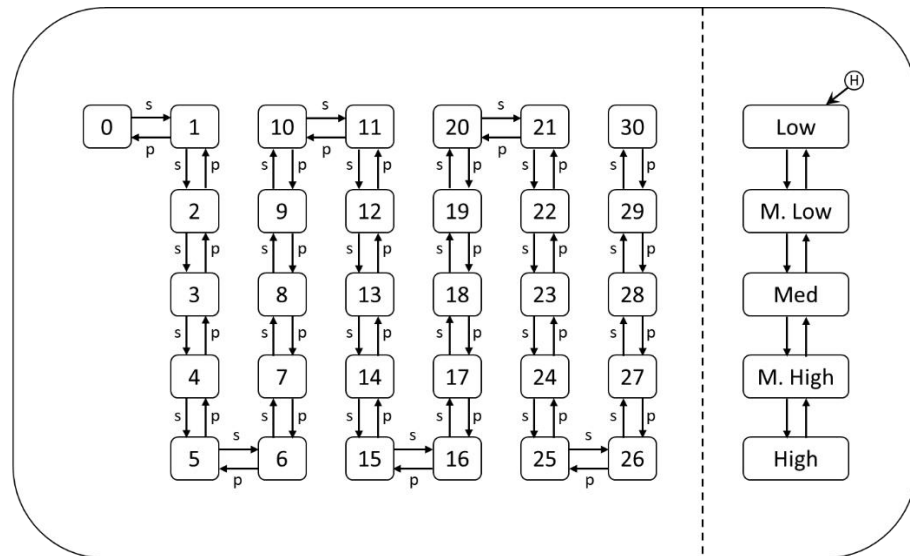 H
s s s
0 1 10 11 20 21 30 Low
p p p
s p s p s p s p s p s p
2 9 12 19 22 29 M. Low
s p s p s p s p s p s p
3 8 13 18 23 28 Med
s p s p s p s p s p s p
4 7 14 17 24 27 M. High
s p s p s p s p s p s p
s s s
5 6 15 16 25 26 High
p p p